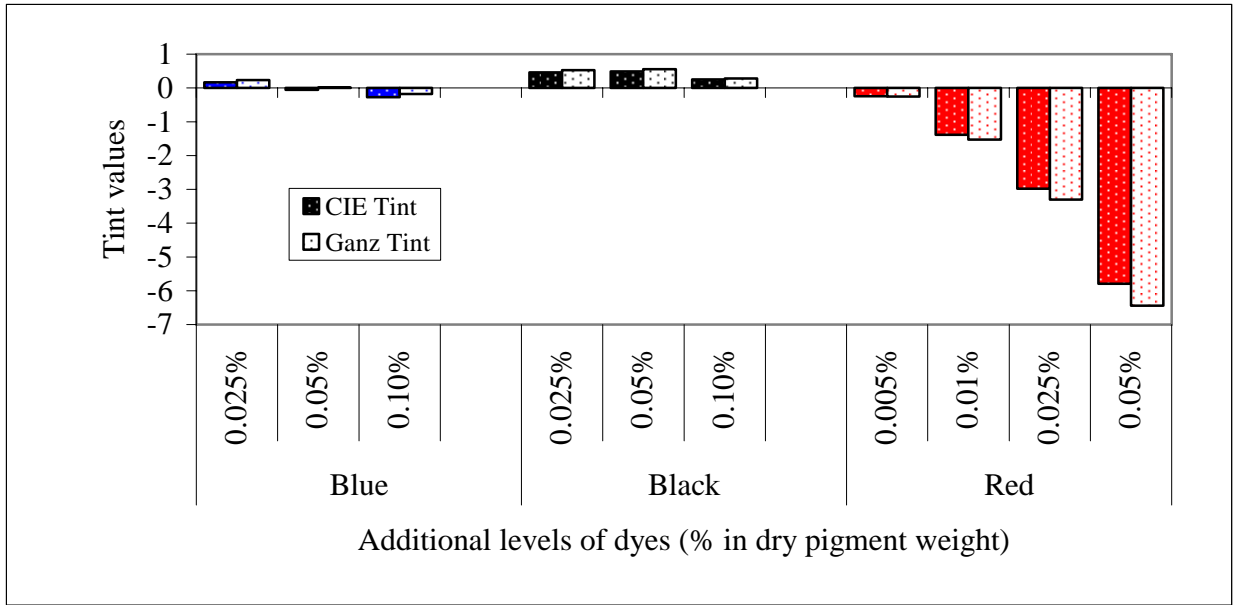 1
0
-1
-2
-3
-4
-5
-6
-7
Tint values
CIE Tint
Ganz Tint
0.025%
0.05%
0.10%
0.025%
0.05%
0.10%
0.005%
0.01%
0.025%
0.05%
Blue
Black
Red
Additional levels of dyes (% in dry pigment weight)